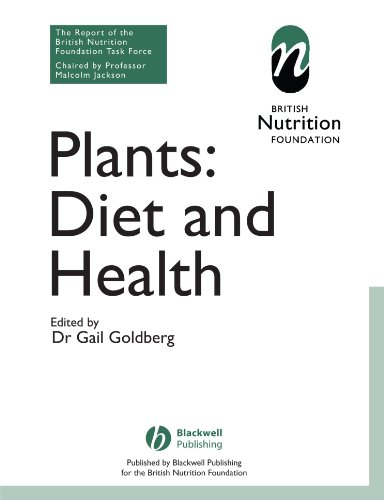 The Report of the
British Nutrition
Foundation Task Force
Chaired by Professor
Malcolm Jackson
n
BRITISH
Nutrition
FOUNDATION
Plants:
Diet and
Health
Edited by
Dr Gail Goldberg
b
Blackwell
Publishing
Published by Blackwell Publishing
for the British Nutrition Foundation